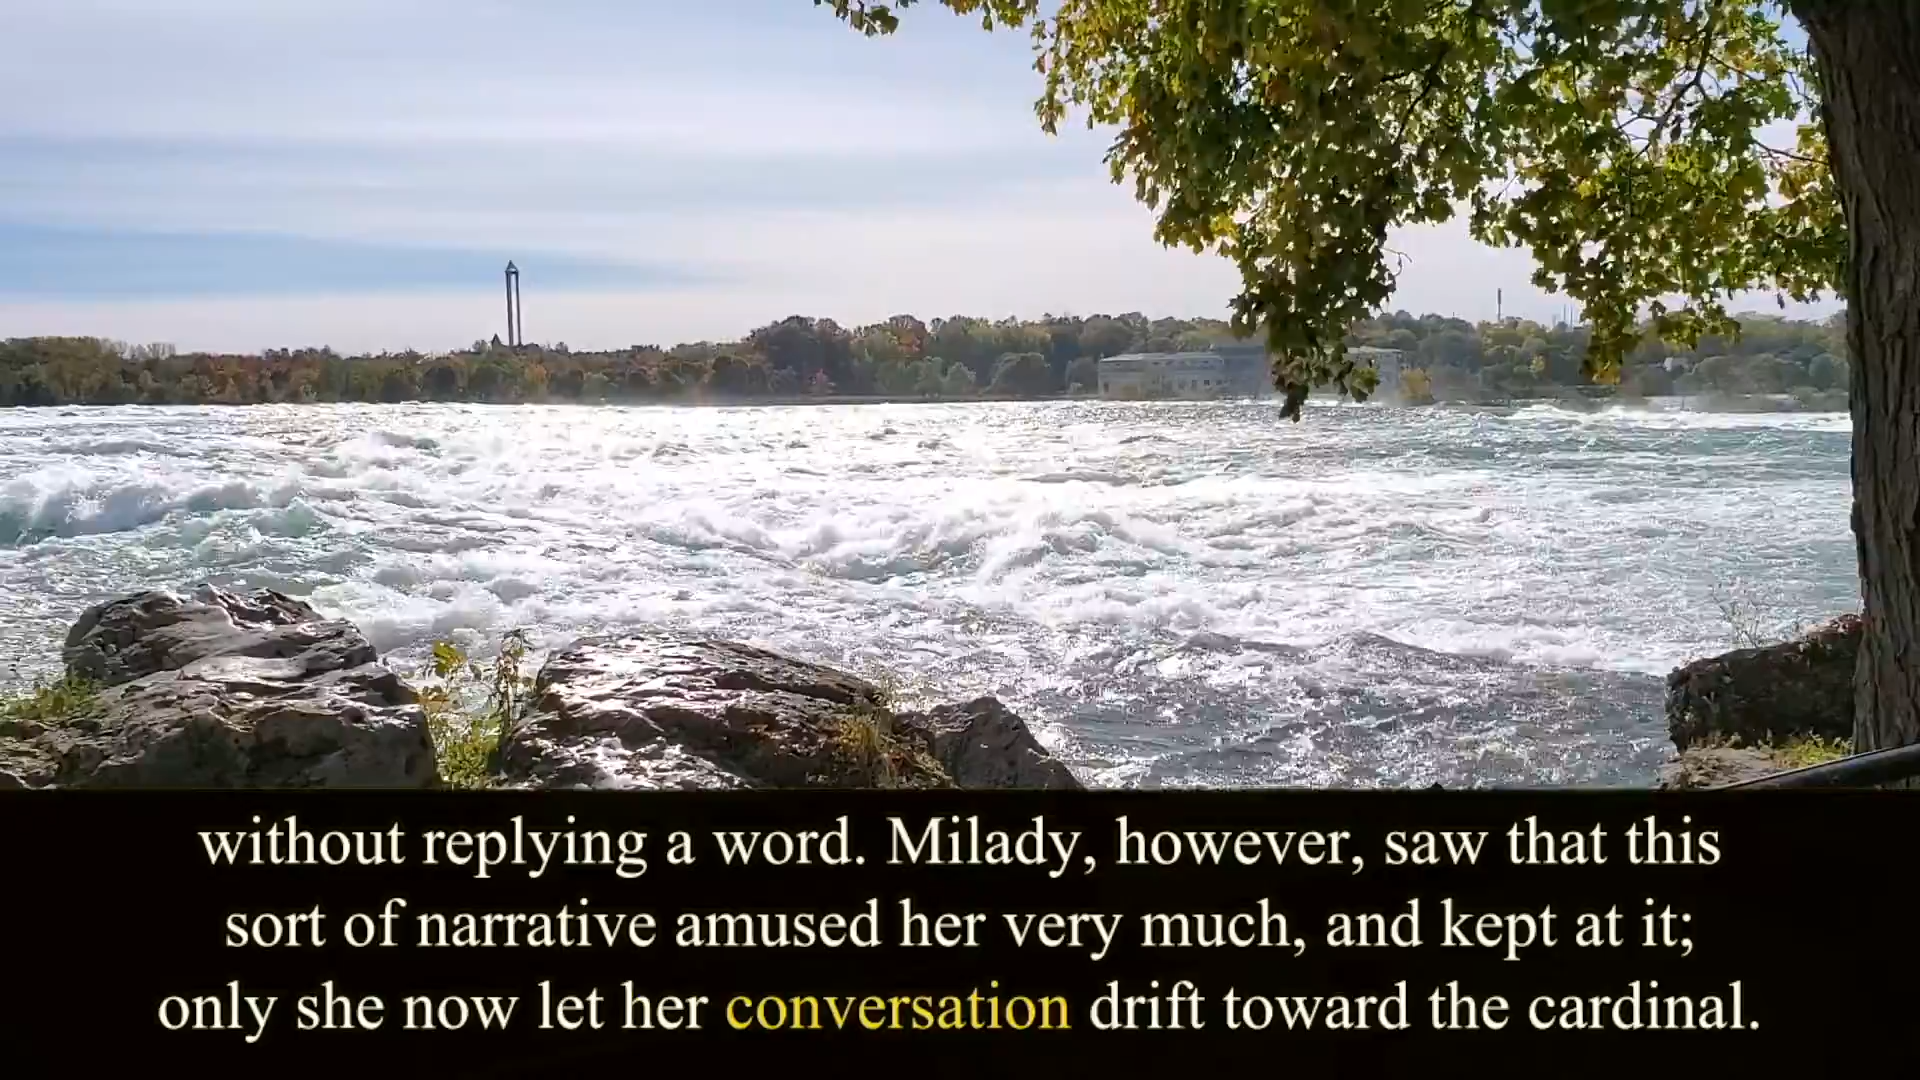 without replying a word. Milady, however, saw that this
sort of narrative amused her very much, and kept at it;
only she now let her conversation drift toward the cardinal.